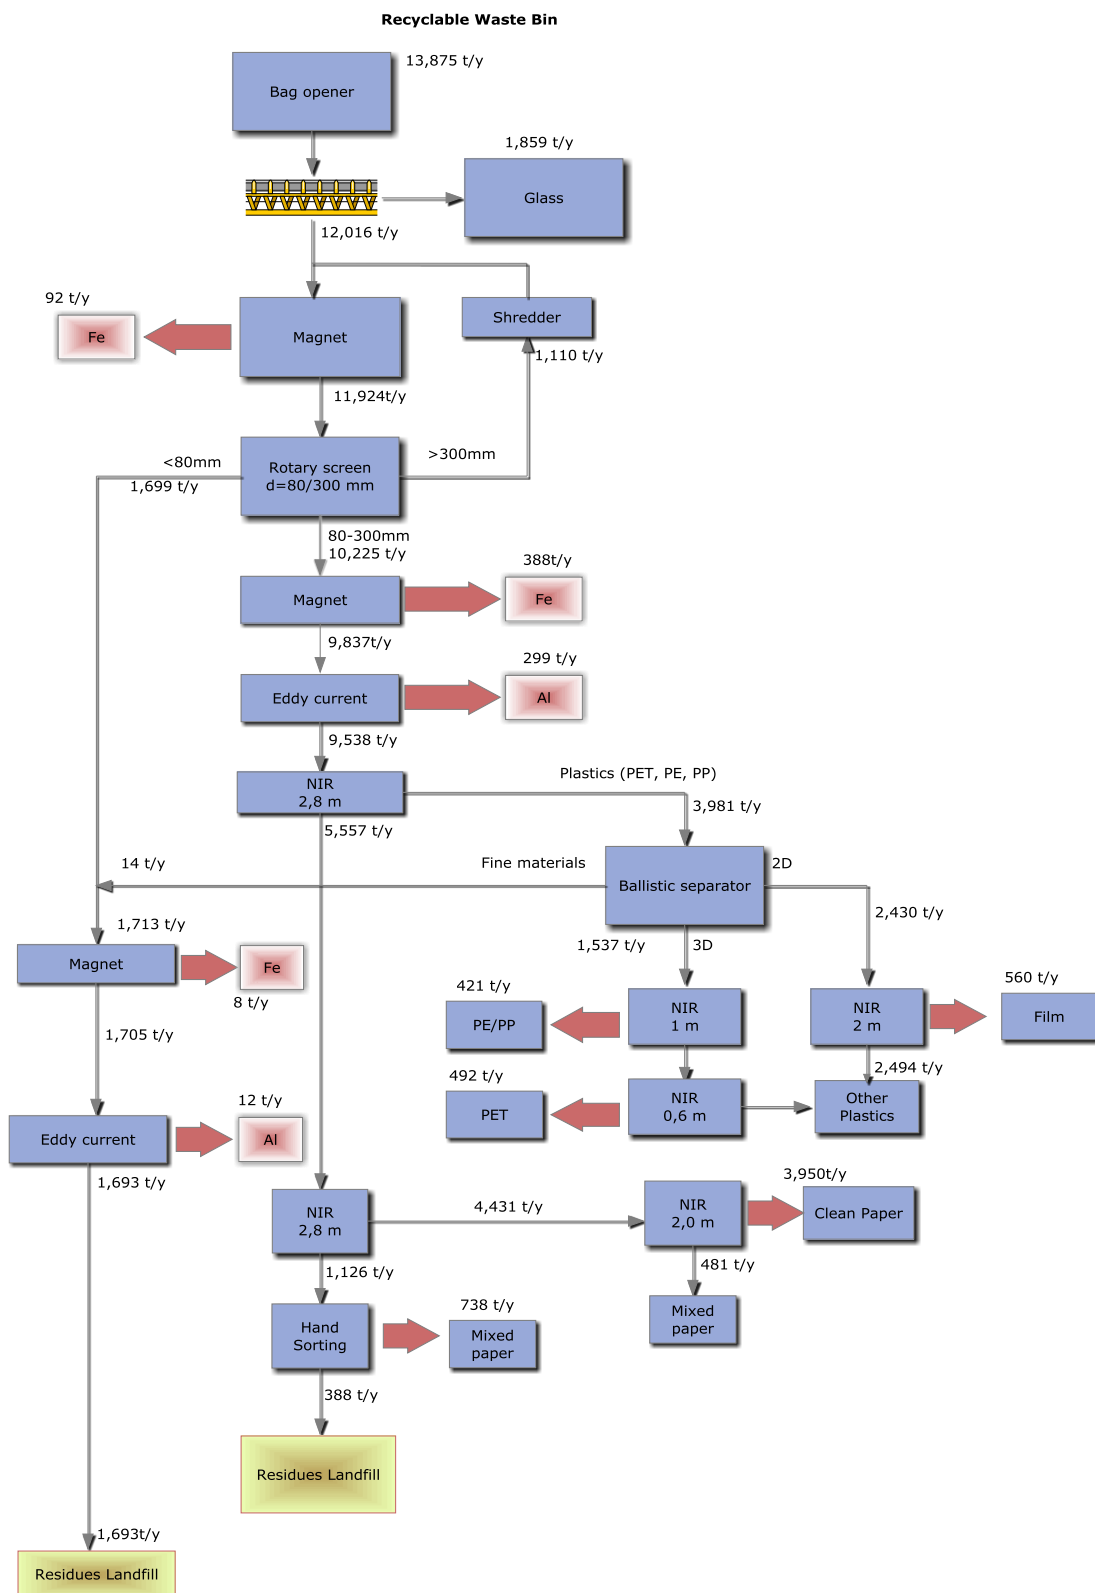 Recyclable Waste Bin
13,875 t/y
Bag opener
1,859 t/y
Glass
12,016 t/y
92 t/y
Fe
Magnet
Shredder
1,110 t/y
11,924t/y
<80mm
1,699 t/y
Rotary screen
d=80/300 mm
>300mm
80-300mm
10,225 t/y
388t/y
Magnet
Fe
9,837t/y
299 t/y
Eddy current
Al
9,538 t/y
NIR
2,8 m
Plastics (PET, PE, PP)
3,981 t/y
5,557 t/y
14 t/y
Fine materials
Ballistic separator
2D
2,430 t/y
1,713 t/y
1,537 t/y
3D
Magnet
Fe
8 t/y
421 t/y
PE/PP
NIR
1 m
NIR
2 m
560 t/y
Film
1,705 t/y
2,494 t/y
492 t/y
PET
NIR
0,6 m
Other
Plastics
12 t/y
Eddy current
Al
1,693 t/y
NIR
2,8 m
4,431 t/y
NIR
2,0 m
3,950t/y
Clean Paper
1,126 t/y
481 t/y
Mixed
paper
Hand
Sorting
738 t/y
Mixed
paper
388 t/y
Residues Landfill
1,693t/y
Residues Landfill